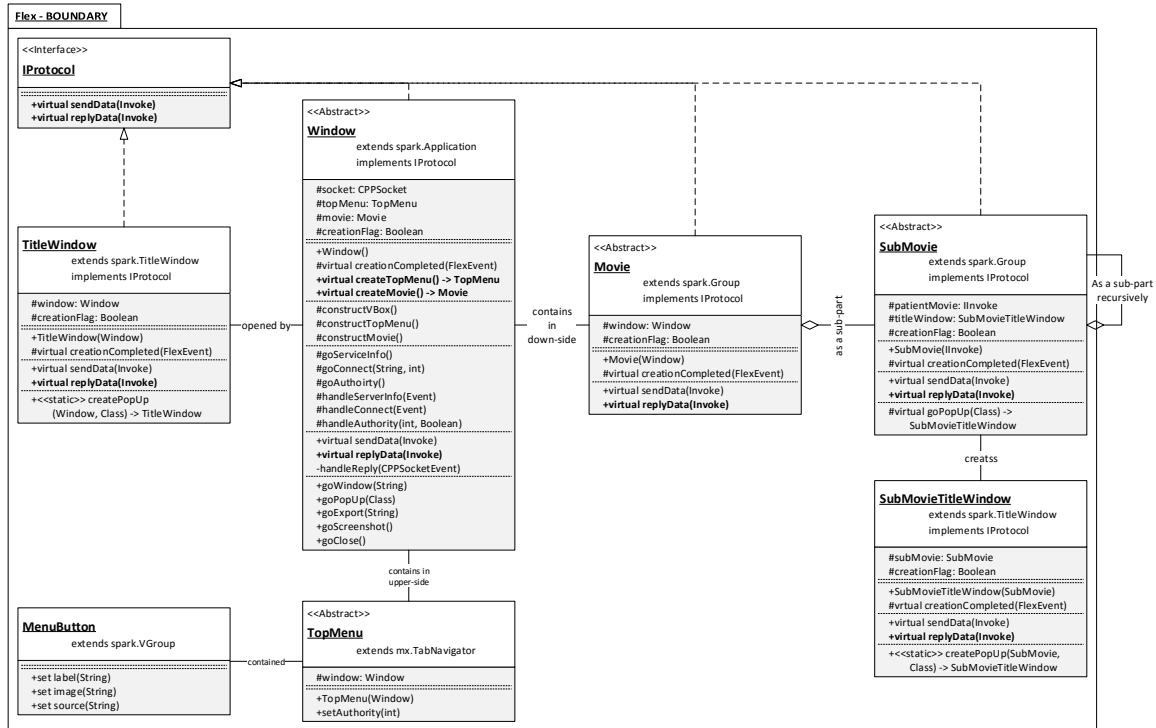 Flex - BOUNDARY
<<Interface>>
IProtocol
+virtual sendData(Invoke)
+virtual replyData(Invoke)
<<Abstract>>
Window
extends spark.Application
implements IProtocol
#socket: CPPSocket
#topMenu: TopMenu
#movie: Movie
#creationFlag: Boolean
+Window()
#virtual creationCompleted(FlexEvent)
+virtual createTopMenu() -> TopMenu
+virtual createMovie() -> Movie
#constructVBox()
#constructTopMenu()
#constructMovie()
#goServiceInfo()
#goConnect(String, int)
#goAuthority()
#handleServerInfo(Event)
#handleConnect(Event)
#handleAuthority(int, Boolean)
+virtual sendData(Invoke)
+virtual replyData(Invoke)
-handleReply(CPPSocketEvent)
+goWindow(String)
+goPopUp(Class)
+goExport(String)
+goScreenshot()
+goClose()
TitleWindow
extends spark.TitleWindow
implements IProtocol
#window: Window
#creationFlag: Boolean
+TitleWindow(Window)
#virtual creationCompleted(FlexEvent)
+virtual sendData(Invoke)
+virtual replyData(Invoke)
+<<static>> createPopUp
(Window, Class) -> TitleWindow
opened by
contains
in
down-side
<<Abstract>>
Movie
extends spark.Group
implements IProtocol
#window: Window
#creationFlag: Boolean
+Movie(Window)
#virtual creationCompleted(FlexEvent)
+virtual sendData(Invoke)
+virtual replyData(Invoke)
as a sub-part
<<Abstract>>
SubMovie
extends spark.Group
implements IProtocol
#patientMovie: IInvoke
#titleWindow: SubMovieTitleWindow
#creationFlag: Boolean
+SubMovie(IInvoke)
#virtual creationCompleted(FlexEvent)
+virtual sendData(Invoke)
+virtual replyData(Invoke)
#virtual goPopUp(Class) ->
SubMovieTitleWindow
As a sub-part
recursively
creatss
SubMovieTitleWindow
extends spark.TitleWindow
implements IProtocol
#subMovie: SubMovie
#creationFlag: Boolean
+SubMovieTitleWindow(SubMovie)
#vrtual creationCompleted(FlexEvent)
+virtual sendData(Invoke)
+virtual replyData(Invoke)
+<<static>> createPopUp(SubMovie,
Class) -> SubMovieTitleWindow
contains in
upper-side
MenuButton
extends spark.VGroup
+set label(String)
+set image(String)
+set source(String)
contained
<<Abstract>>
TopMenu
extends mx.TabNavigator
#window: Window
+TopMenu(Window)
+setAuthority(int)